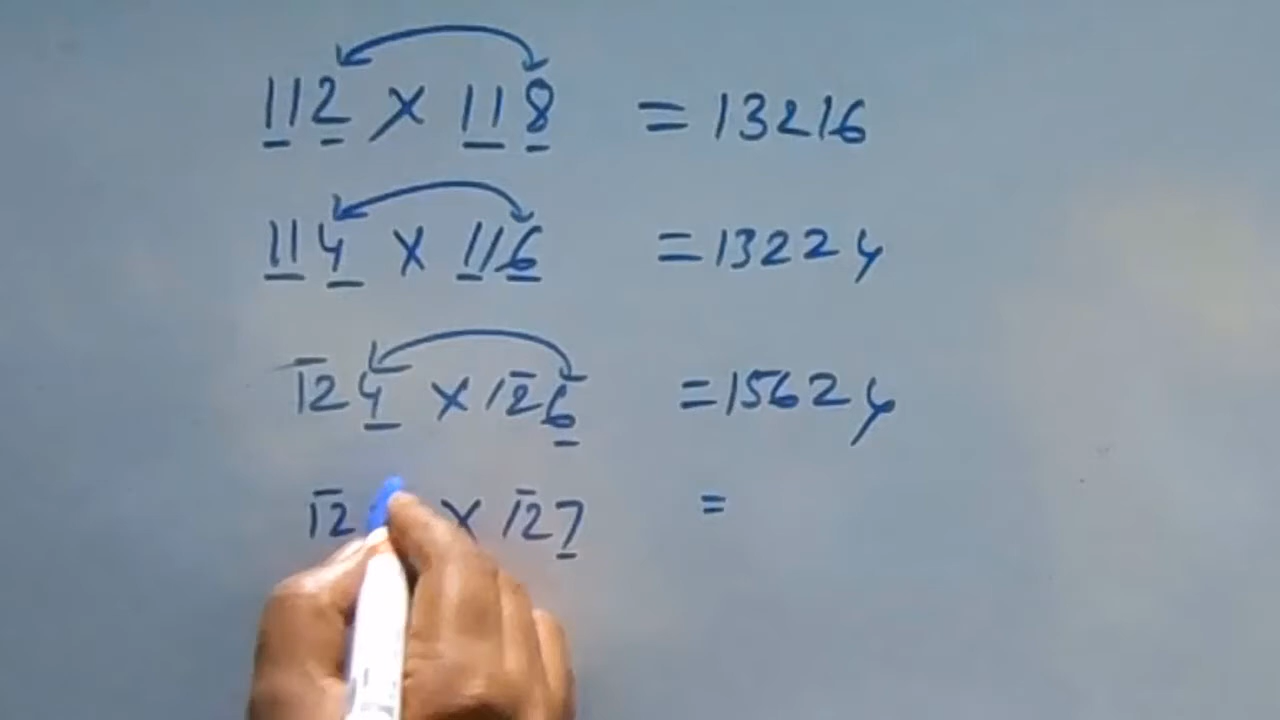 112 × 118 = 13216
114 × 116 = 13224
124 × 126 = 15624
12 × 127 =